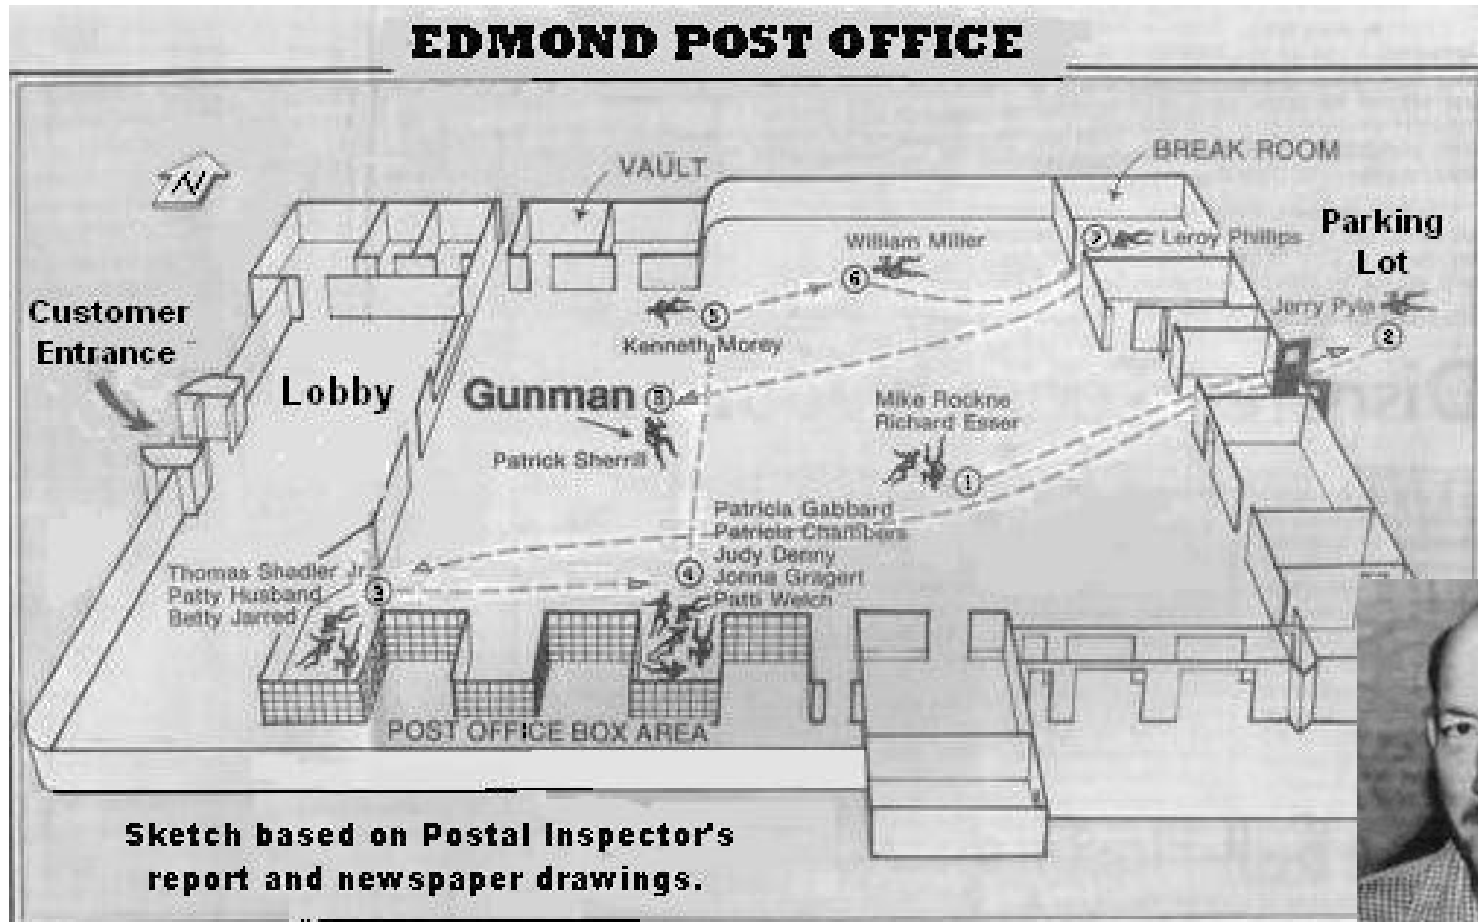 EDMOND POST OFFICE
VAULT
BREAK ROOM
N
Parking
Lot
William Miller
7
Leroy Phillips
6
Customer
Entrance
Jerry Pyle
5
2
Kenneth Morey
Lobby
Gunman
8
Mike Rockne
Richard Esser
Patrick Sherrill
1
Patricia Gabbard
Patricia Chambers
Judy Denny
Thomas Shadler Jr.
4
Jonna Gragert
Patty Husband
3
Patti Welch
Betty Jarred
POST OFFICE BOX AREA
Sketch based on Postal Inspector's
report and newspaper drawings.